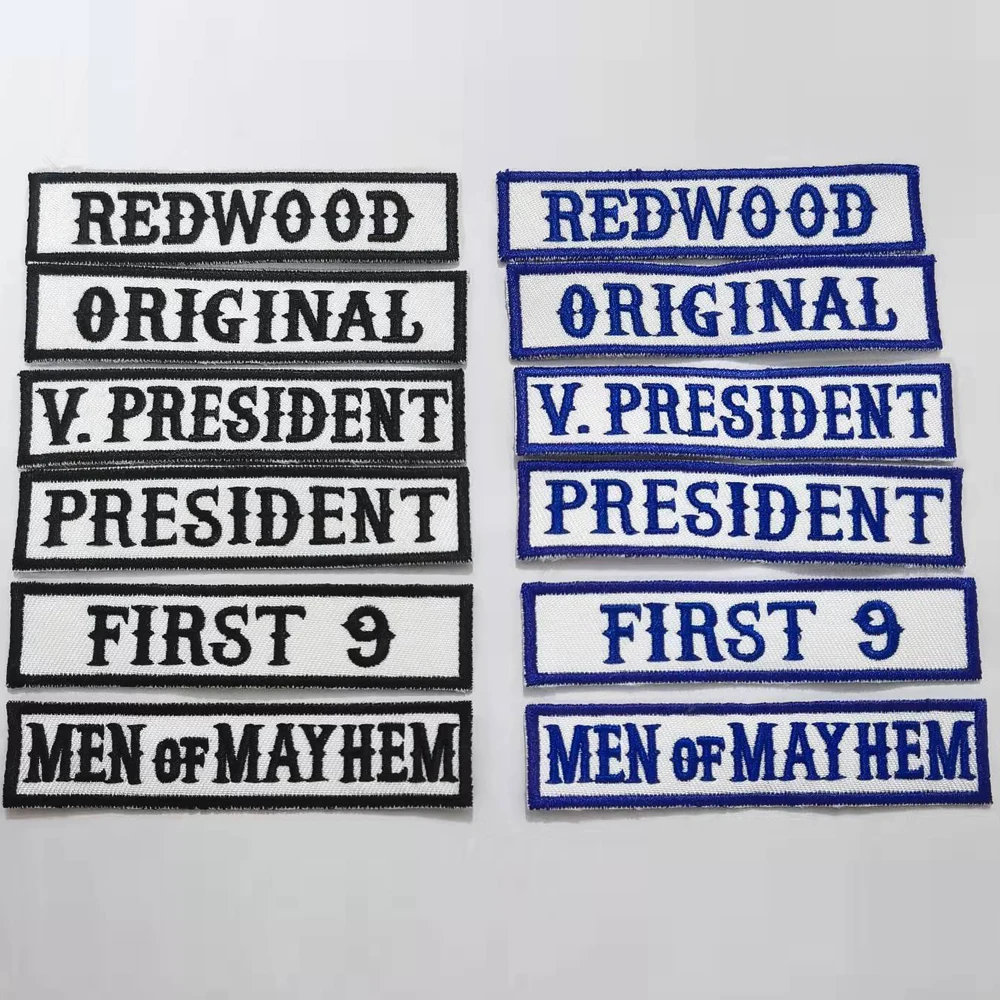 REDWOOD
ORIGINAL
V. PRESIDENT
PRESIDENT
FIRST 9
MEN OF MAYHEM
REDWOOD
ORIGINAL
V. PRESIDENT
PRESIDENT
FIRST 9
MEN OF MAYHEM